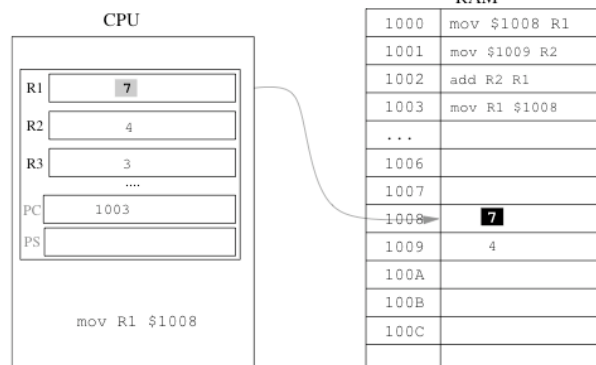 CPU
R1 7
R2 4
R3 3
....
PC 1003
PS
mov R1 $1008
RAM
1000 mov $1008 R1
1001 mov $1009 R2
1002 add R2 R1
1003 mov R1 $1008
...
1006
1007
1008 7
1009 4
100A
100B
100C